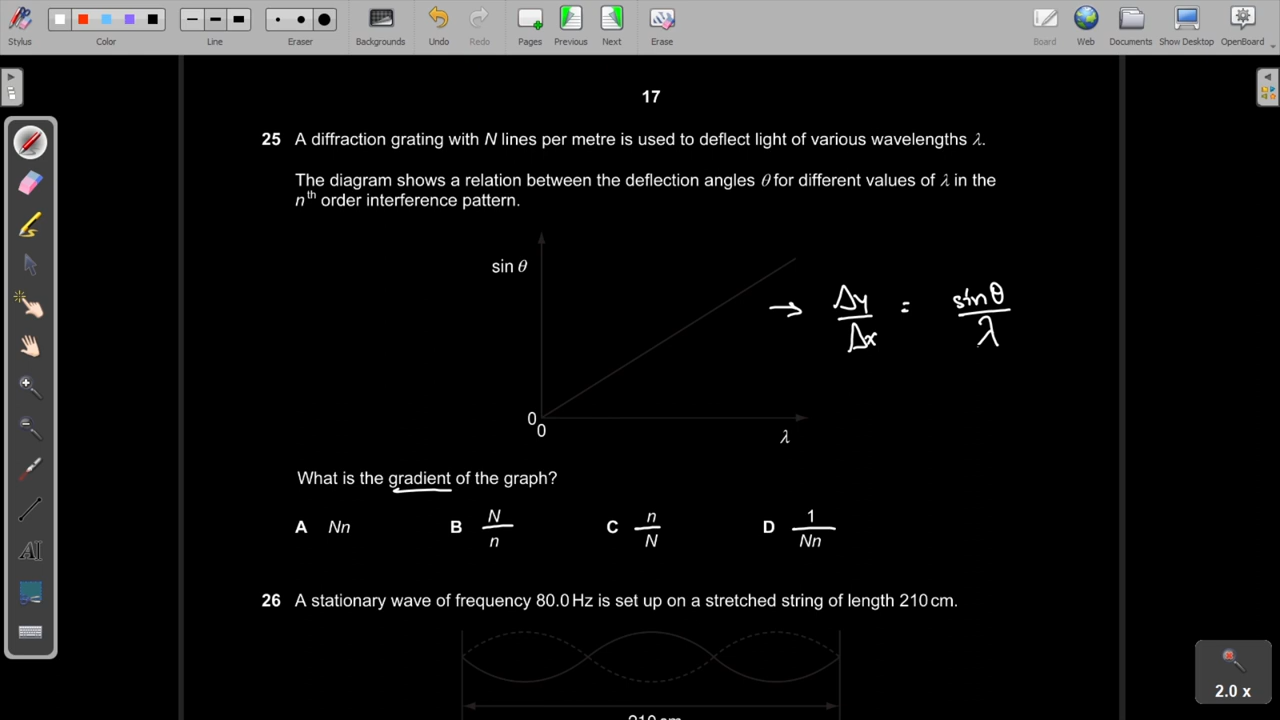 Stylus Color Line Eraser Backgrounds Undo Redo Pages Previous Next Erase Board Web Documents Show Desktop OpenBoard
17
25 A diffraction grating with N lines per metre is used to deflect light of various wavelengths λ.
The diagram shows a relation between the deflection angles θ for different values of λ in the
nth order interference pattern.
sin θ
→ Δy/Δx = sinθ/λ
0
0
λ
What is the gradient of the graph?
A Nn B N/n C n/N D 1/Nn
26 A stationary wave of frequency 80.0 Hz is set up on a stretched string of length 210 cm.
210 cm
2.0 x